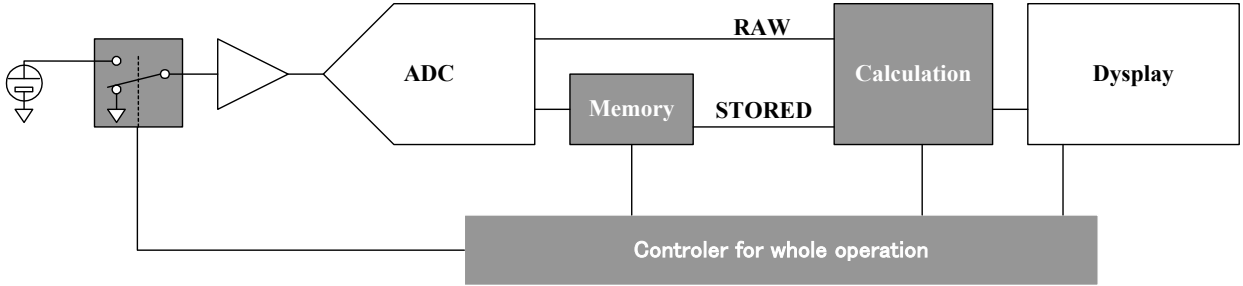 RAW
ADC
Calculation
Dysplay
Memory
STORED
Controler for whole operation